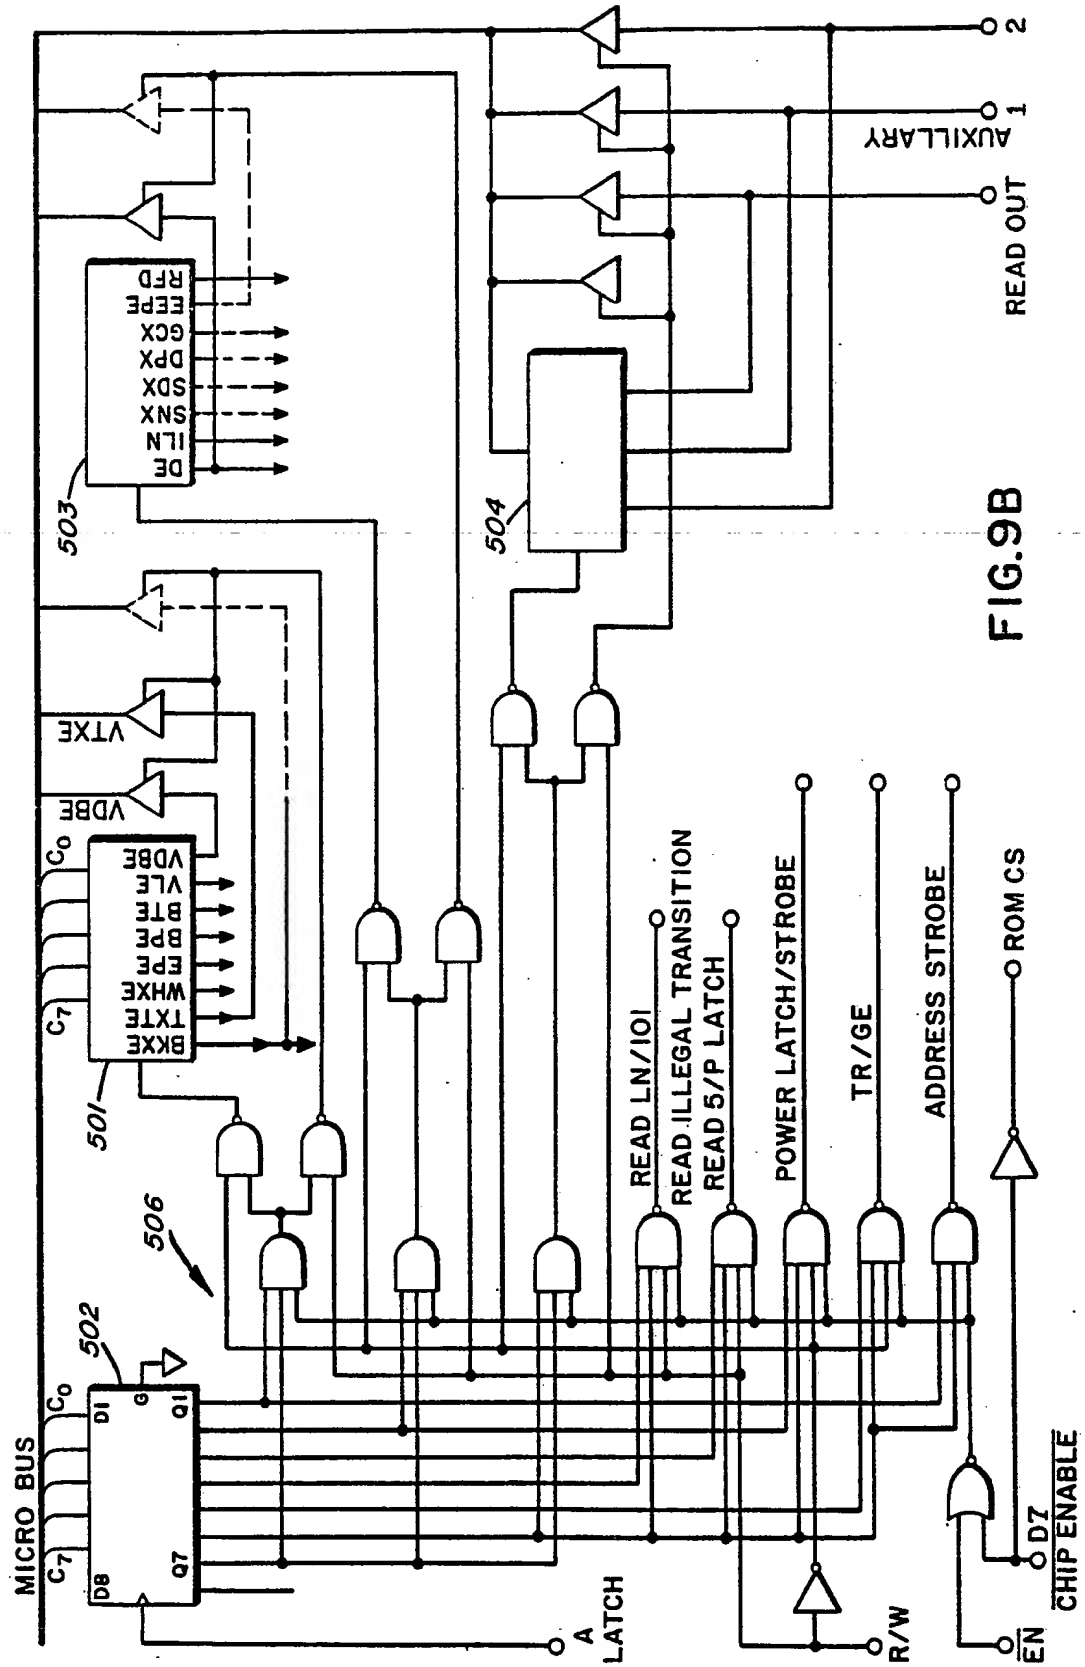 MICRO BUS
C7
C0
D8
D1
G
Q7
Q1
502
A
LATCH
506
C7
C0
501
BKXE
TXTE
WHXE
EPE
BPE
BTE
VLE
VDBE
VDBE
VTXE
503
DE
ILN
SNX
SDX
DPX
GCX
EEPE
RFD
504
READ OUT
1
AUXILLARY
2
READ LN/101
READ ILLEGAL TRANSITION
READ 5/P LATCH
POWER LATCH/STROBE
TR/GE
ADDRESS STROBE
ROM CS
R/W
EN
D7
CHIP ENABLE
FIG.9B